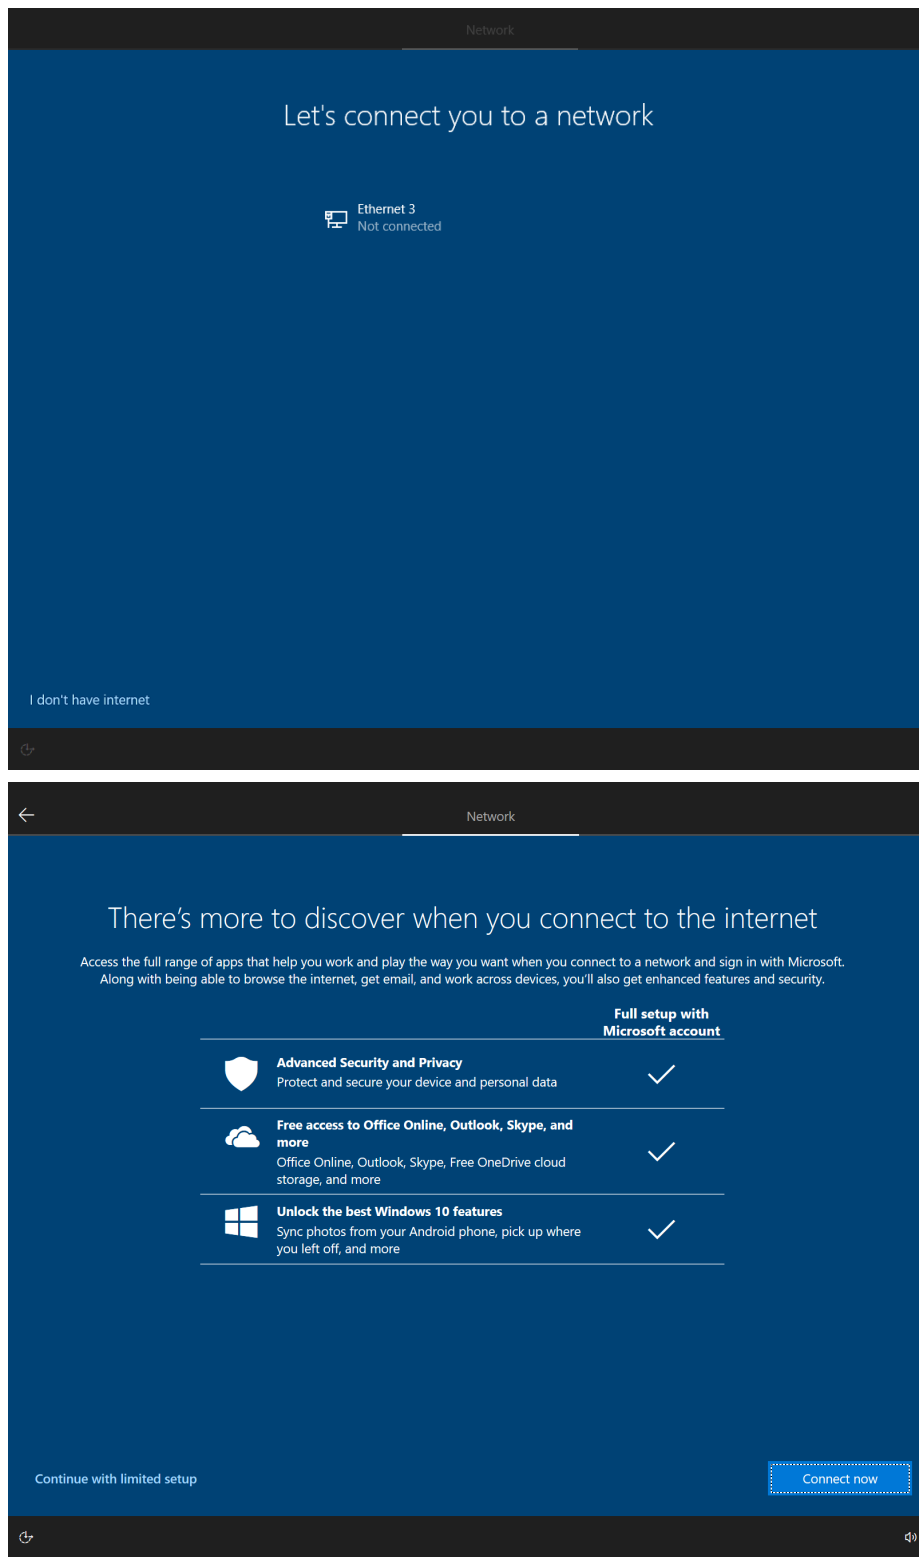 Network
Let's connect you to a network
Ethernet 3
Not connected
I don't have internet
Network
There's more to discover when you connect to the internet
Access the full range of apps that help you work and play the way you want when you connect to a network and sign in with Microsoft.
Along with being able to browse the internet, get email, and work across devices, you'll also get enhanced features and security.
Full setup with
Microsoft account
Advanced Security and Privacy
Protect and secure your device and personal data
Free access to Office Online, Outlook, Skype, and
more
Office Online, Outlook, Skype, Free OneDrive cloud
storage, and more
Unlock the best Windows 10 features
Sync photos from your Android phone, pick up where
you left off, and more
Continue with limited setup
Connect now